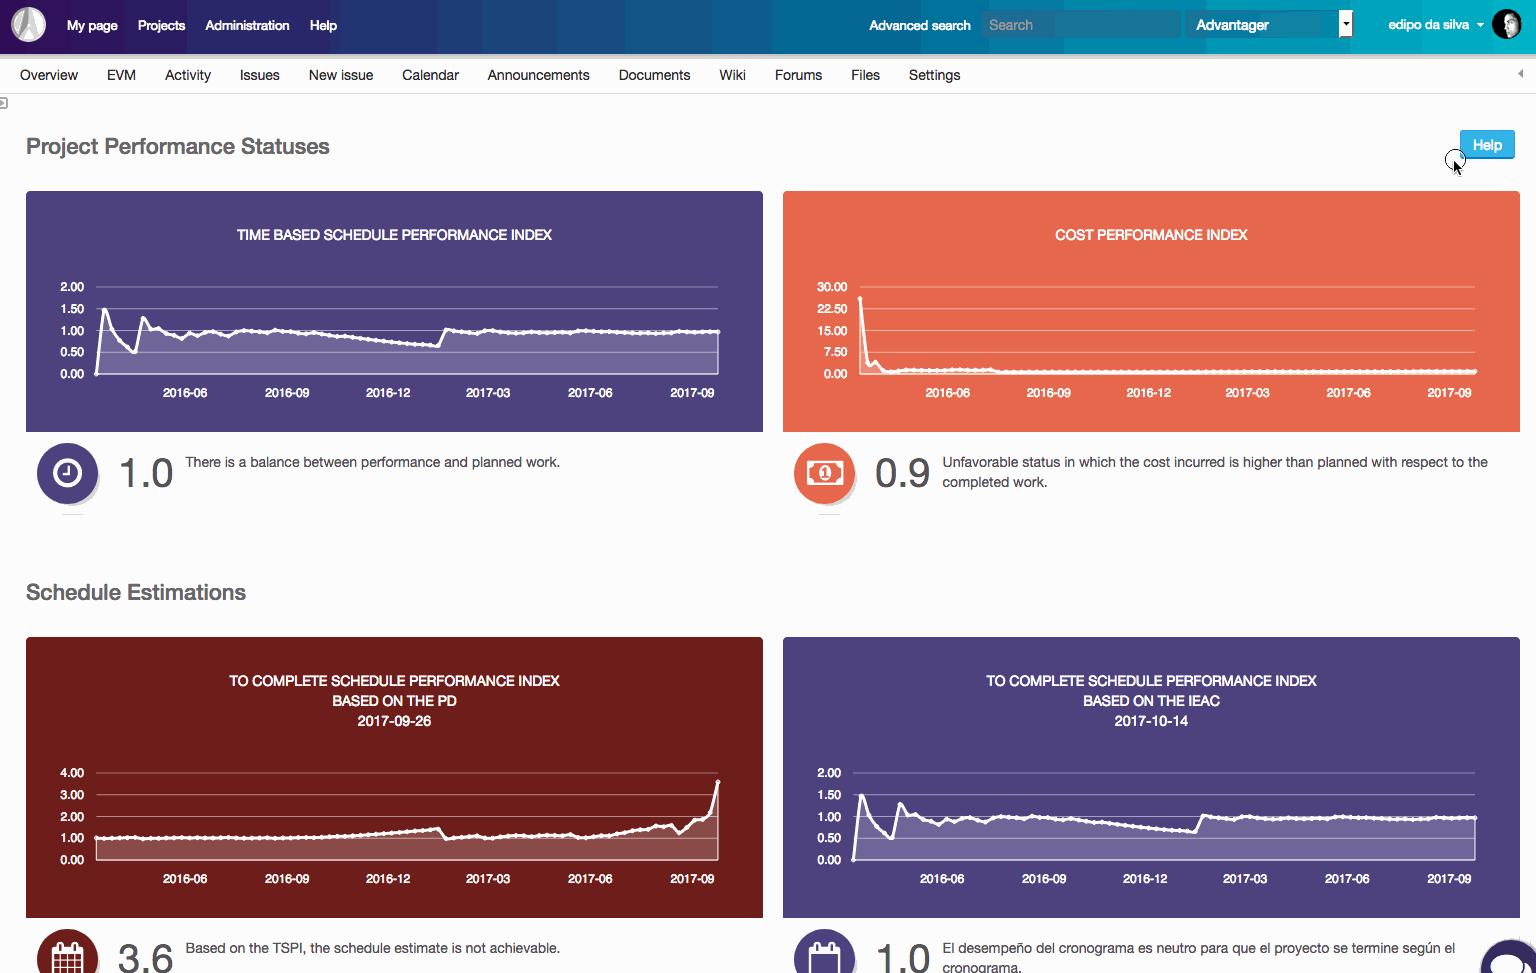 My page Projects Administration Help Advanced search Search Advantager edipo da silva
Overview EVM Activity Issues New issue Calendar Announcements Documents Wiki Forums Files Settings
Project Performance Statuses
Help
TIME BASED SCHEDULE PERFORMANCE INDEX
2.00
1.50
1.00
0.50
0.00
2016-06 2016-09 2016-12 2017-03 2017-06 2017-09
1.0 There is a balance between performance and planned work.
COST PERFORMANCE INDEX
30.00
22.50
15.00
7.50
0.00
2016-06 2016-09 2016-12 2017-03 2017-06 2017-09
0.9 Unfavorable status in which the cost incurred is higher than planned with respect to the
completed work.
Schedule Estimations
TO COMPLETE SCHEDULE PERFORMANCE INDEX
BASED ON THE PD
2017-09-26
4.00
3.00
2.00
1.00
0.00
2016-06 2016-09 2016-12 2017-03 2017-06 2017-09
3.6 Based on the TSPI, the schedule estimate is not achievable.
TO COMPLETE SCHEDULE PERFORMANCE INDEX
BASED ON THE IEAC
2017-10-14
2.00
1.50
1.00
0.50
0.00
2016-06 2016-09 2016-12 2017-03 2017-06 2017-09
1.0 El desempeño del cronograma es neutro para que el proyecto se termine según el
cronograma.